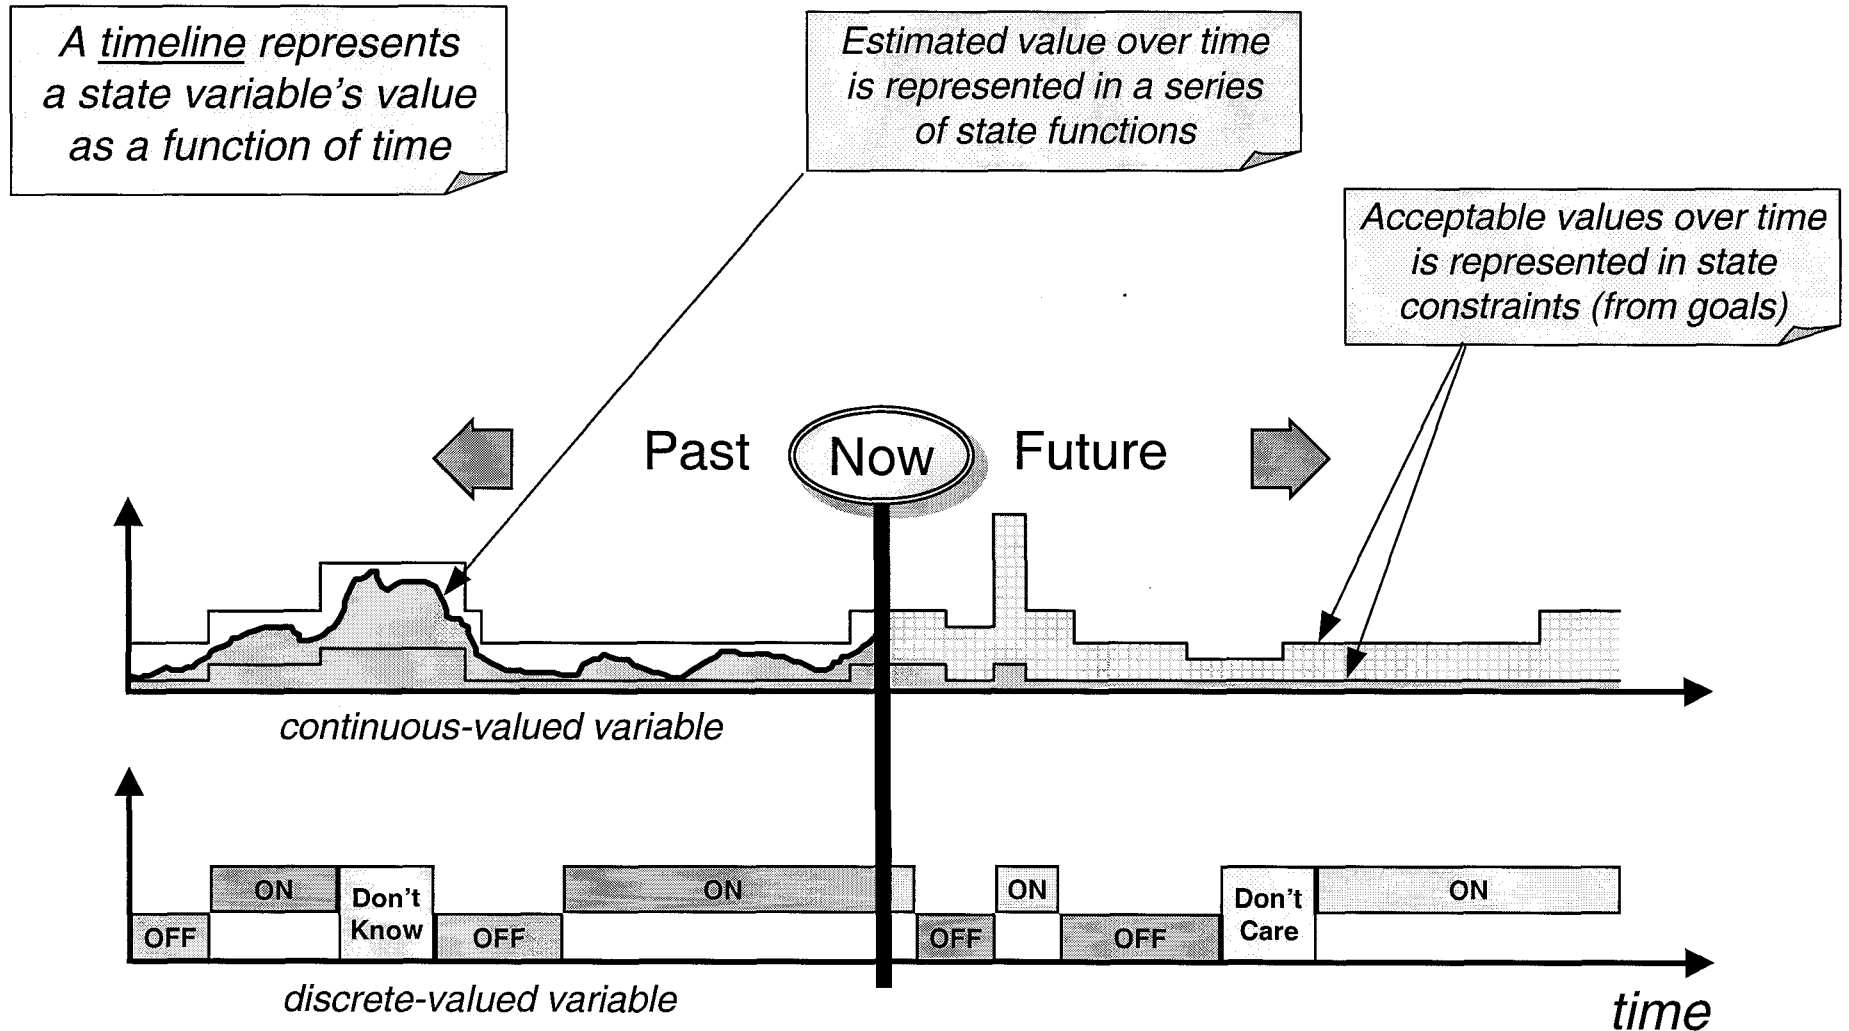 A timeline represents
a state variable's value
as a function of time
Estimated value over time
is represented in a series
of state functions
Acceptable values over time
is represented in state
constraints (from goals)
Past
Now
Future
continuous-valued variable
OFF
ON
Don't
Know
OFF
ON
OFF
ON
OFF
Don't
Care
ON
discrete-valued variable
time